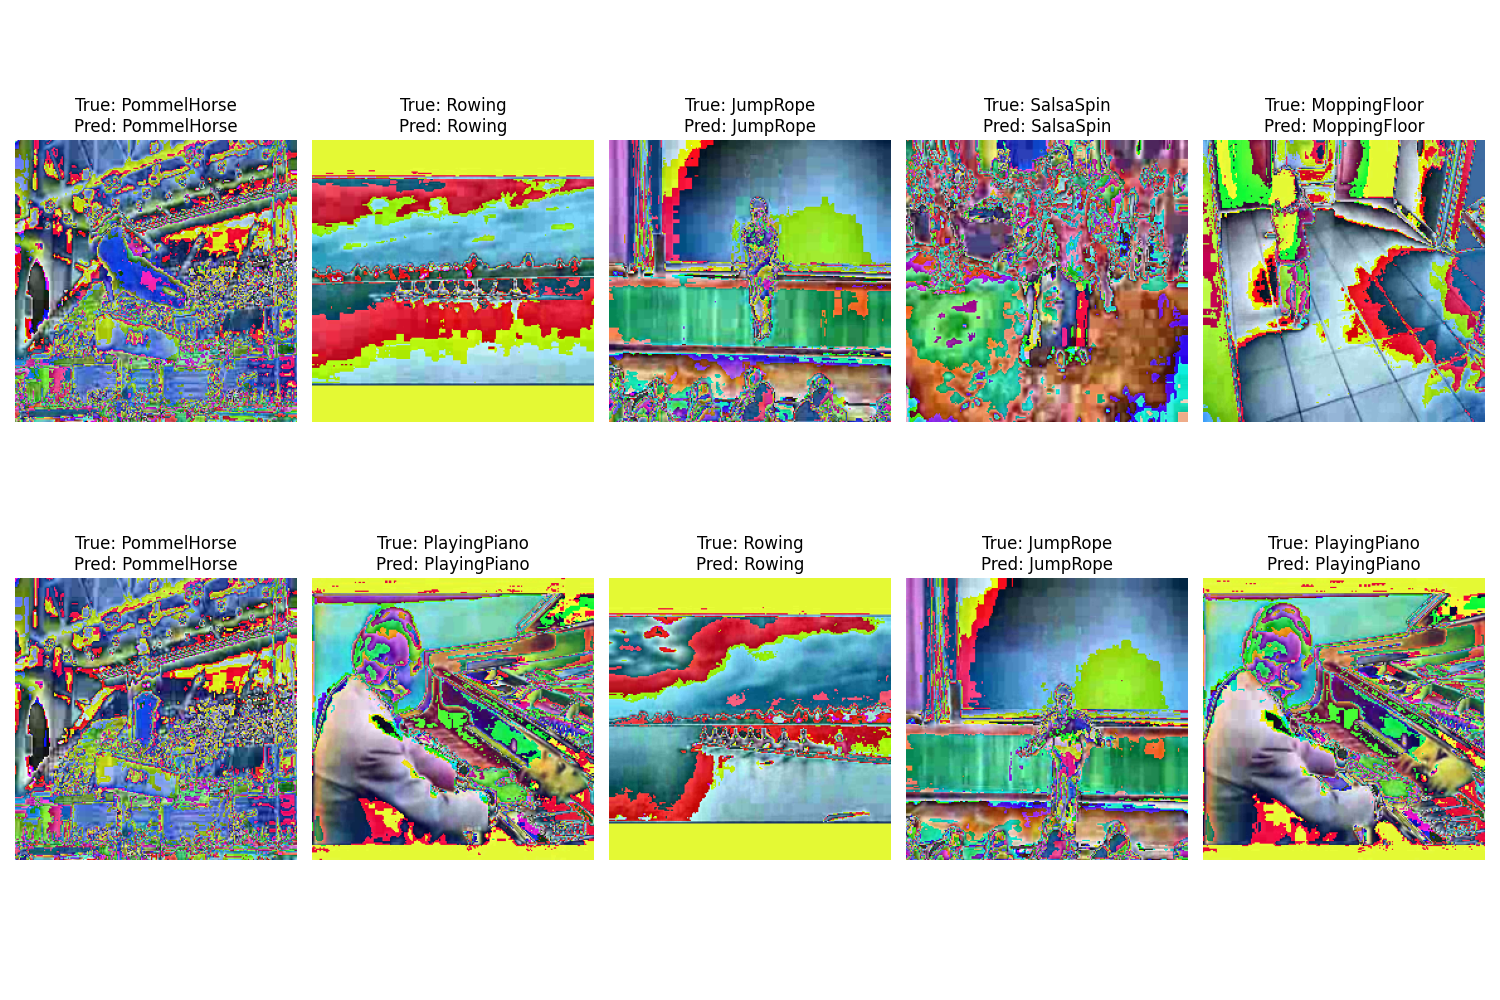 True: PommelHorse
Pred: PommelHorse
True: Rowing
Pred: Rowing
True: JumpRope
Pred: JumpRope
True: SalsaSpin
Pred: SalsaSpin
True: MoppingFloor
Pred: MoppingFloor
True: PommelHorse
Pred: PommelHorse
True: PlayingPiano
Pred: PlayingPiano
True: Rowing
Pred: Rowing
True: JumpRope
Pred: JumpRope
True: PlayingPiano
Pred: PlayingPiano